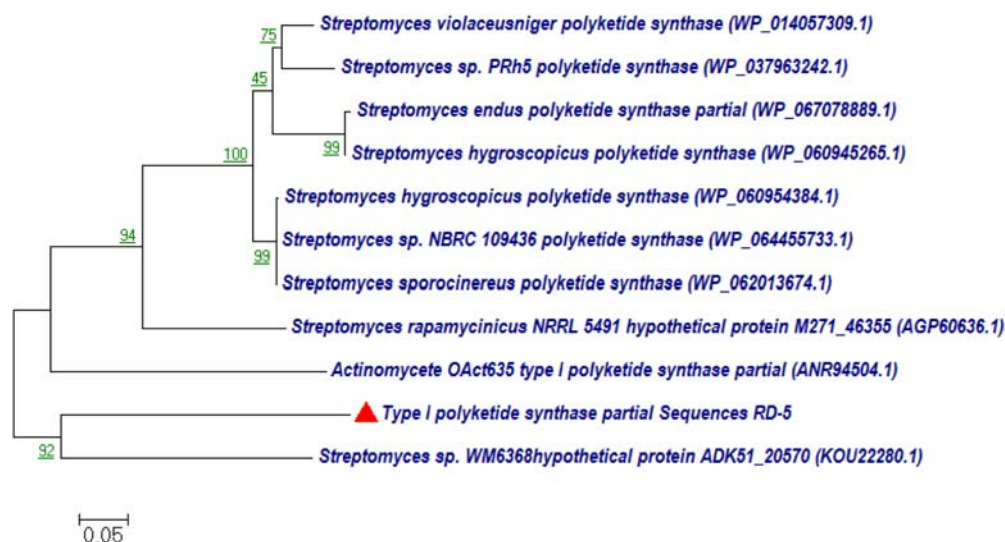 Streptomyces violaceusniger polyketide synthase (WP_014057309.1)
75
Streptomyces sp. PRh5 polyketide synthase (WP_037963242.1)
45
Streptomyces endus polyketide synthase partial (WP_067078889.1)
99
Streptomyces hygroscopicus polyketide synthase (WP_060945265.1)
100
Streptomyces hygroscopicus polyketide synthase (WP_060954384.1)
94
Streptomyces sp. NBRC 109436 polyketide synthase (WP_064455733.1)
99
Streptomyces sporocinereus polyketide synthase (WP_062013674.1)
Streptomyces rapamycinicus NRRL 5491 hypothetical protein M271_46355 (AGP60636.1)
Actinomycete OAct635 type I polyketide synthase partial (ANR94504.1)
Type I polyketide synthase partial Sequences RD-5
92
Streptomyces sp. WM6368hypothetical protein ADK51_20570 (KOU22280.1)
0.05